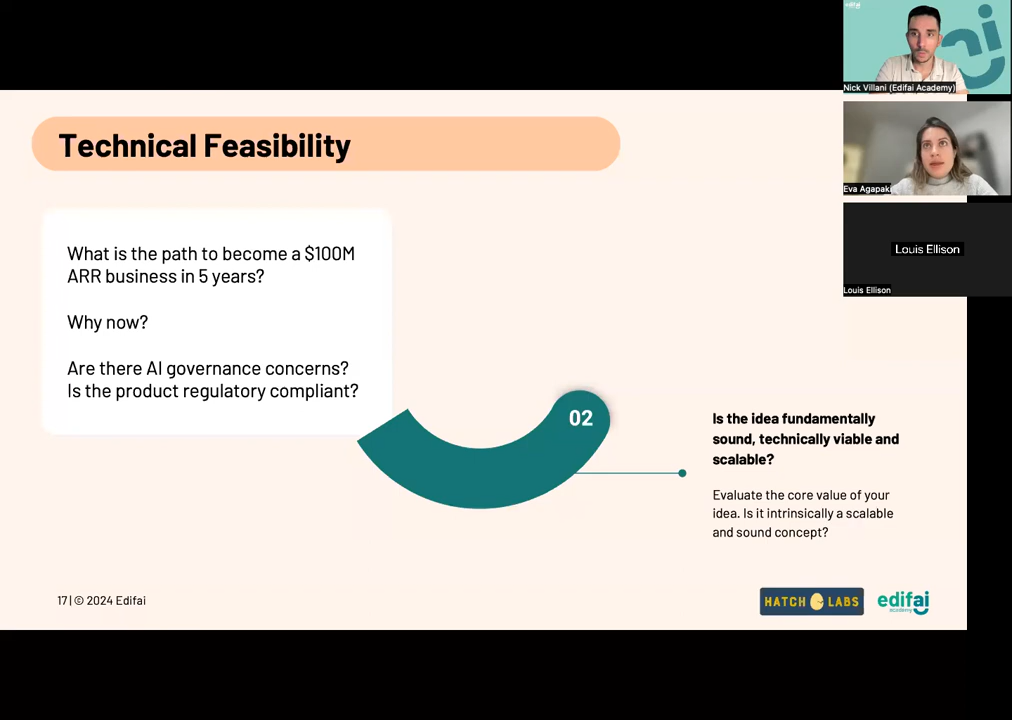 Technical Feasibility
What is the path to become a $100M
ARR business in 5 years?
Why now?
Are there AI governance concerns?
Is the product regulatory compliant?
02
Is the idea fundamentally
sound, technically viable and
scalable?
Evaluate the core value of your
idea. Is it intrinsically a scalable
and sound concept?
17 | © 2024 Edifai
HATCH LABS
edifai
academy
edifai
Nick Villani (Edifai Academy)
Eva Agapaki
Louis Ellison
Louis Ellison